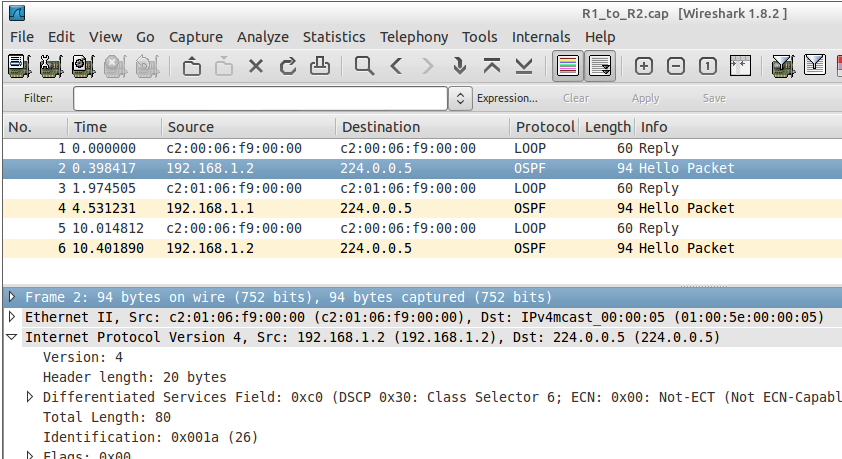 R1_to_R2.cap [Wireshark 1.8.2 ]
File Edit View Go Capture Analyze Statistics Telephony Tools Internals Help
Filter: Expression... Clear Apply Save
No. Time Source Destination Protocol Length Info
1 0.000000 c2:00:06:f9:00:00 c2:00:06:f9:00:00 LOOP 60 Reply
2 0.398417 192.168.1.2 224.0.0.5 OSPF 94 Hello Packet
3 1.974505 c2:01:06:f9:00:00 c2:01:06:f9:00:00 LOOP 60 Reply
4 4.531231 192.168.1.1 224.0.0.5 OSPF 94 Hello Packet
5 10.014812 c2:00:06:f9:00:00 c2:00:06:f9:00:00 LOOP 60 Reply
6 10.401890 192.168.1.2 224.0.0.5 OSPF 94 Hello Packet
Frame 2: 94 bytes on wire (752 bits), 94 bytes captured (752 bits)
Ethernet II, Src: c2:01:06:f9:00:00 (c2:01:06:f9:00:00), Dst: IPv4mcast_00:00:05 (01:00:5e:00:00:05)
Internet Protocol Version 4, Src: 192.168.1.2 (192.168.1.2), Dst: 224.0.0.5 (224.0.0.5)
Version: 4
Header length: 20 bytes
Differentiated Services Field: 0xc0 (DSCP 0x30: Class Selector 6; ECN: 0x00: Not-ECT (Not ECN-Capabl
Total Length: 80
Identification: 0x001a (26)
Flags: 0x00